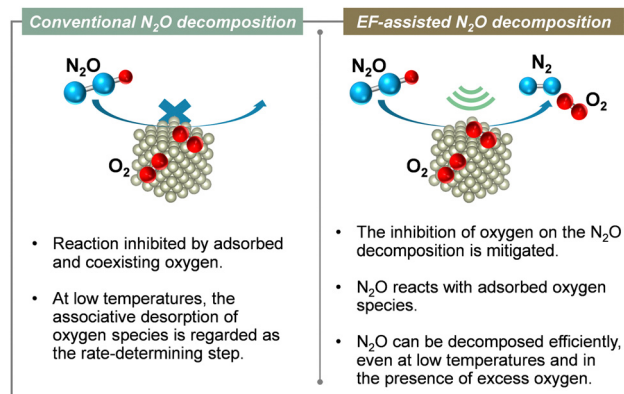 Conventional N₂O decomposition
N₂O
O₂
• Reaction inhibited by adsorbed
and coexisting oxygen.
• At low temperatures, the
associative desorption of
oxygen species is regarded as
the rate-determining step.
EF-assisted N₂O decomposition
N₂O
N₂
O₂
O₂
• The inhibition of oxygen on the N₂O
decomposition is mitigated.
• N₂O reacts with adsorbed oxygen
species.
• N₂O can be decomposed efficiently,
even at low temperatures and in
the presence of excess oxygen.